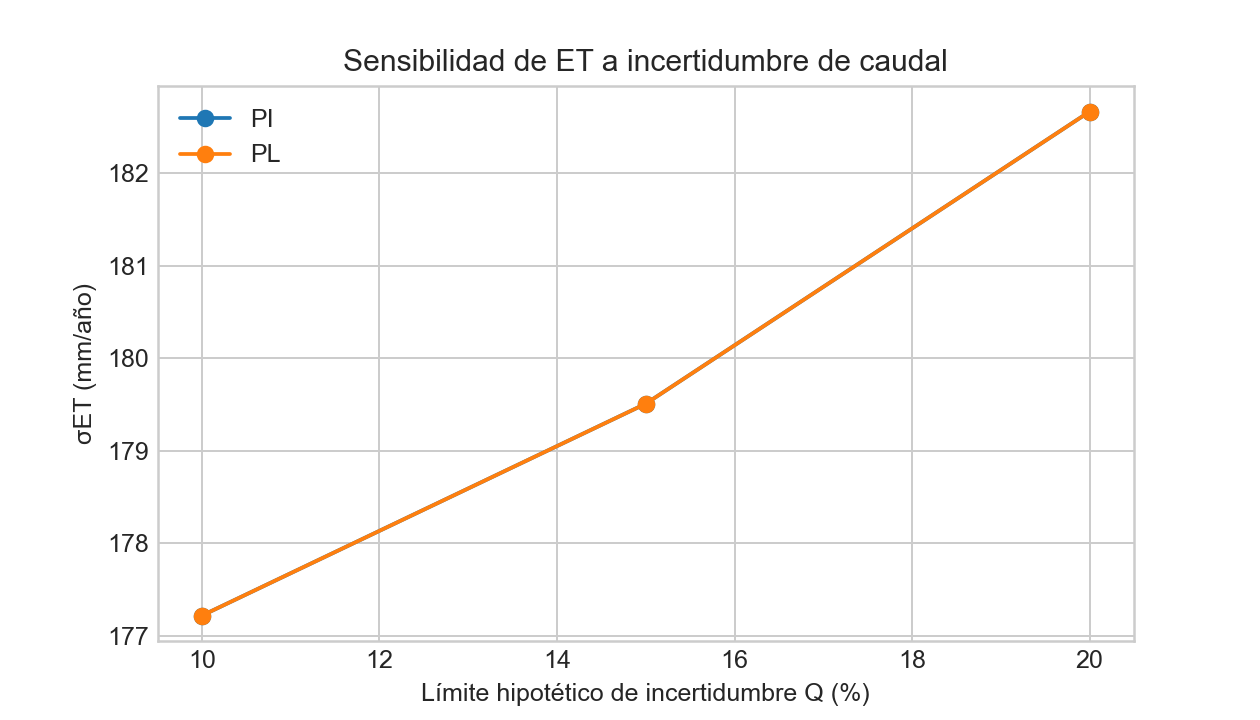 Sensibilidad de ET a incertidumbre de caudal
PI
PL
182
181
180
179
178
177
σET (mm/año)
10 12 14 16 18 20
Límite hipotético de incertidumbre Q (%)